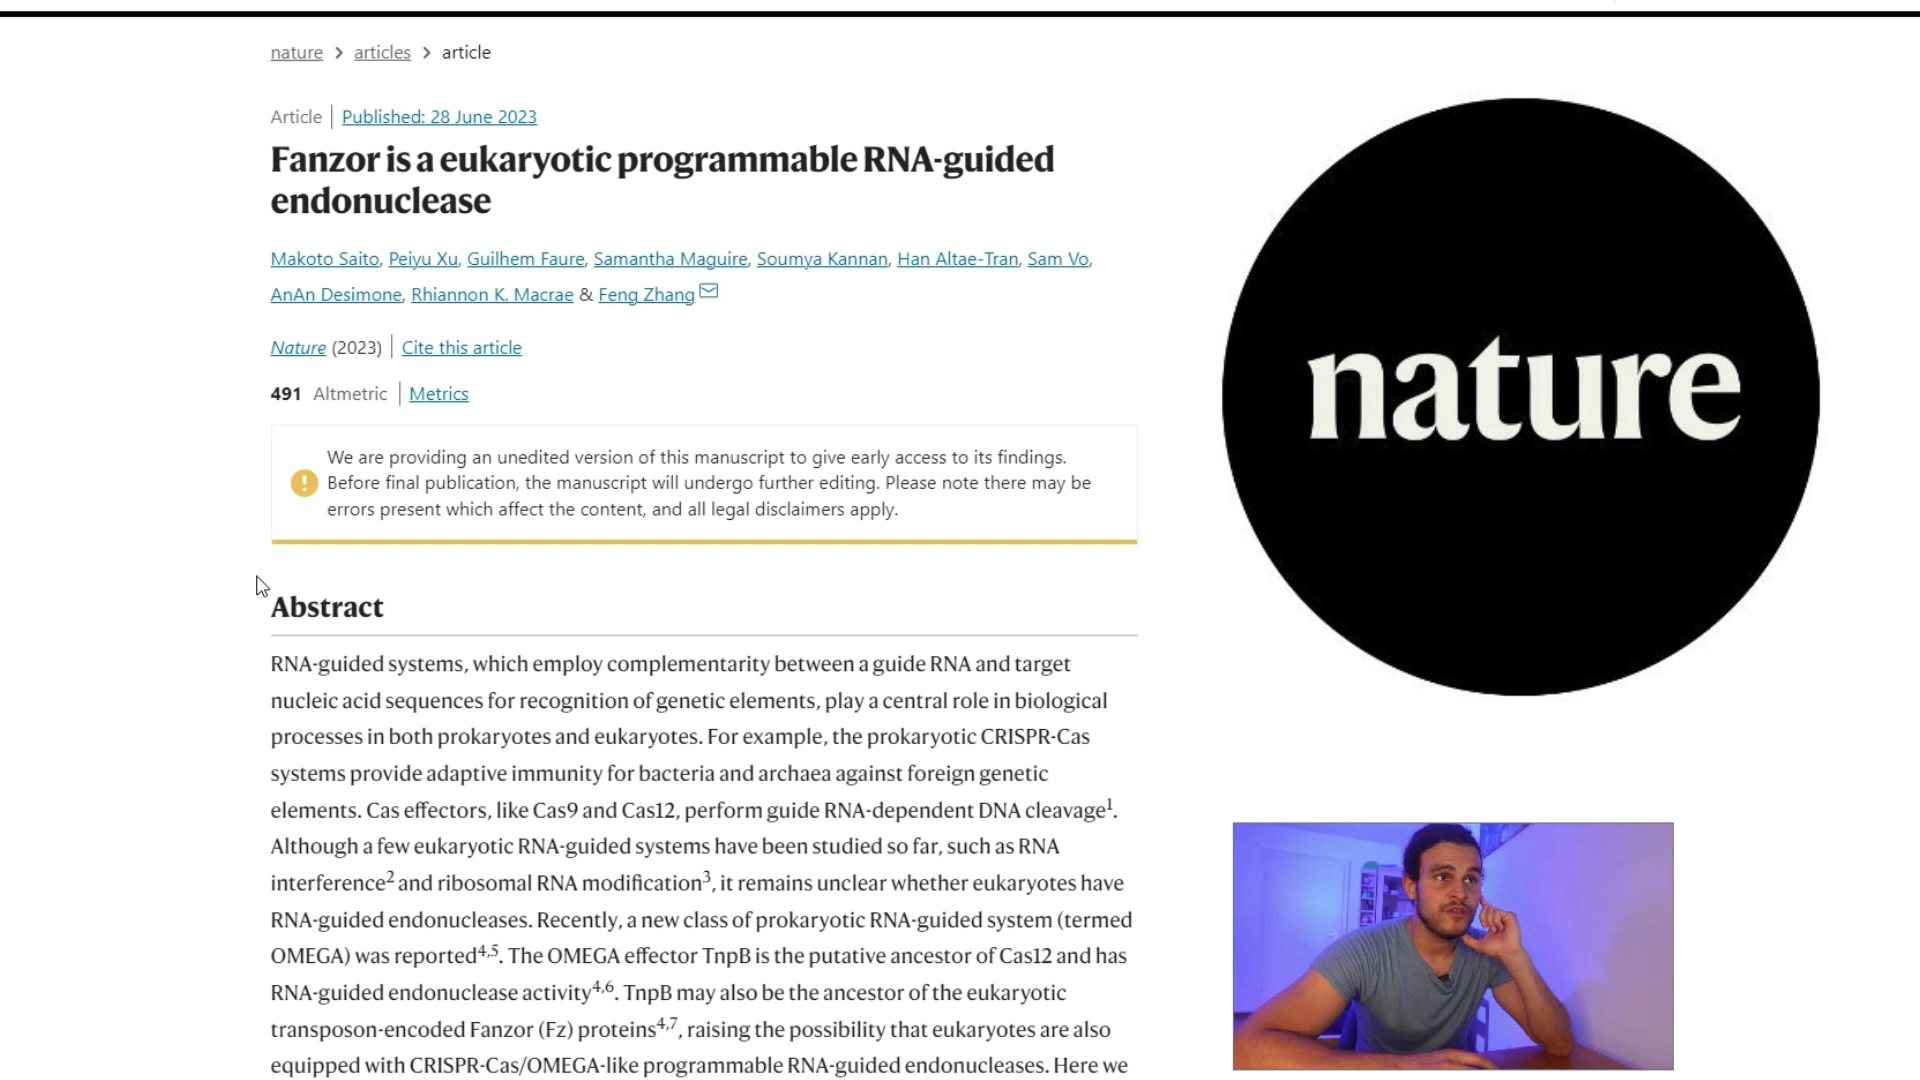 nature > articles > article
Article | Published: 28 June 2023
Fanzor is a eukaryotic programmable RNA-guided
endonuclease
Makoto Saito, Peiyu Xu, Guilhem Faure, Samantha Maguire, Soumya Kannan, Han Altae-Tran, Sam Vo,
AnAn Desimone, Rhiannon K. Macrae & Feng Zhang
Nature (2023) | Cite this article
491 Altmetric | Metrics
We are providing an unedited version of this manuscript to give early access to its findings.
Before final publication, the manuscript will undergo further editing. Please note there may be
errors present which affect the content, and all legal disclaimers apply.
Abstract
RNA-guided systems, which employ complementarity between a guide RNA and target
nucleic acid sequences for recognition of genetic elements, play a central role in biological
processes in both prokaryotes and eukaryotes. For example, the prokaryotic CRISPR-Cas
systems provide adaptive immunity for bacteria and archaea against foreign genetic
elements. Cas effectors, like Cas9 and Cas12, perform guide RNA-dependent DNA cleavage1.
Although a few eukaryotic RNA-guided systems have been studied so far, such as RNA
interference2 and ribosomal RNA modification3, it remains unclear whether eukaryotes have
RNA-guided endonucleases. Recently, a new class of prokaryotic RNA-guided system (termed
OMEGA) was reported4,5. The OMEGA effector TnpB is the putative ancestor of Cas12 and has
RNA-guided endonuclease activity4,6. TnpB may also be the ancestor of the eukaryotic
transposon-encoded Fanzor (Fz) proteins4,7, raising the possibility that eukaryotes are also
equipped with CRISPR-Cas/OMEGA-like programmable RNA-guided endonucleases. Here we
nature